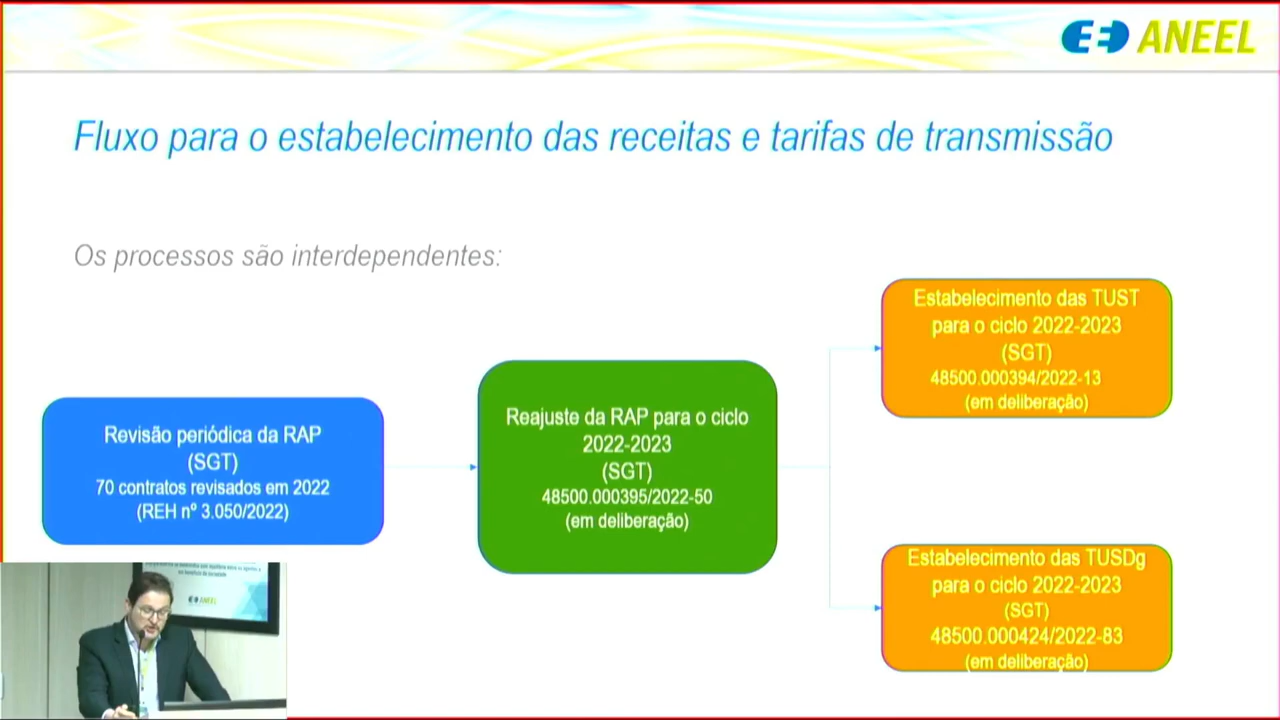 ANEEL
Fluxo para o estabelecimento das receitas e tarifas de transmissão
Os processos são interdependentes:
Revisão periódica da RAP
(SGT)
70 contratos revisados em 2022
(REH nº 3.050/2022)
Reajuste da RAP para o ciclo
2022-2023
(SGT)
48500.000395/2022-50
(em deliberação)
Estabelecimento das TUST
para o ciclo 2022-2023
(SGT)
48500.000394/2022-13
(em deliberação)
Estabelecimento das TUSDg
para o ciclo 2022-2023
(SGT)
48500.000424/2022-83
(em deliberação)
ANEEL